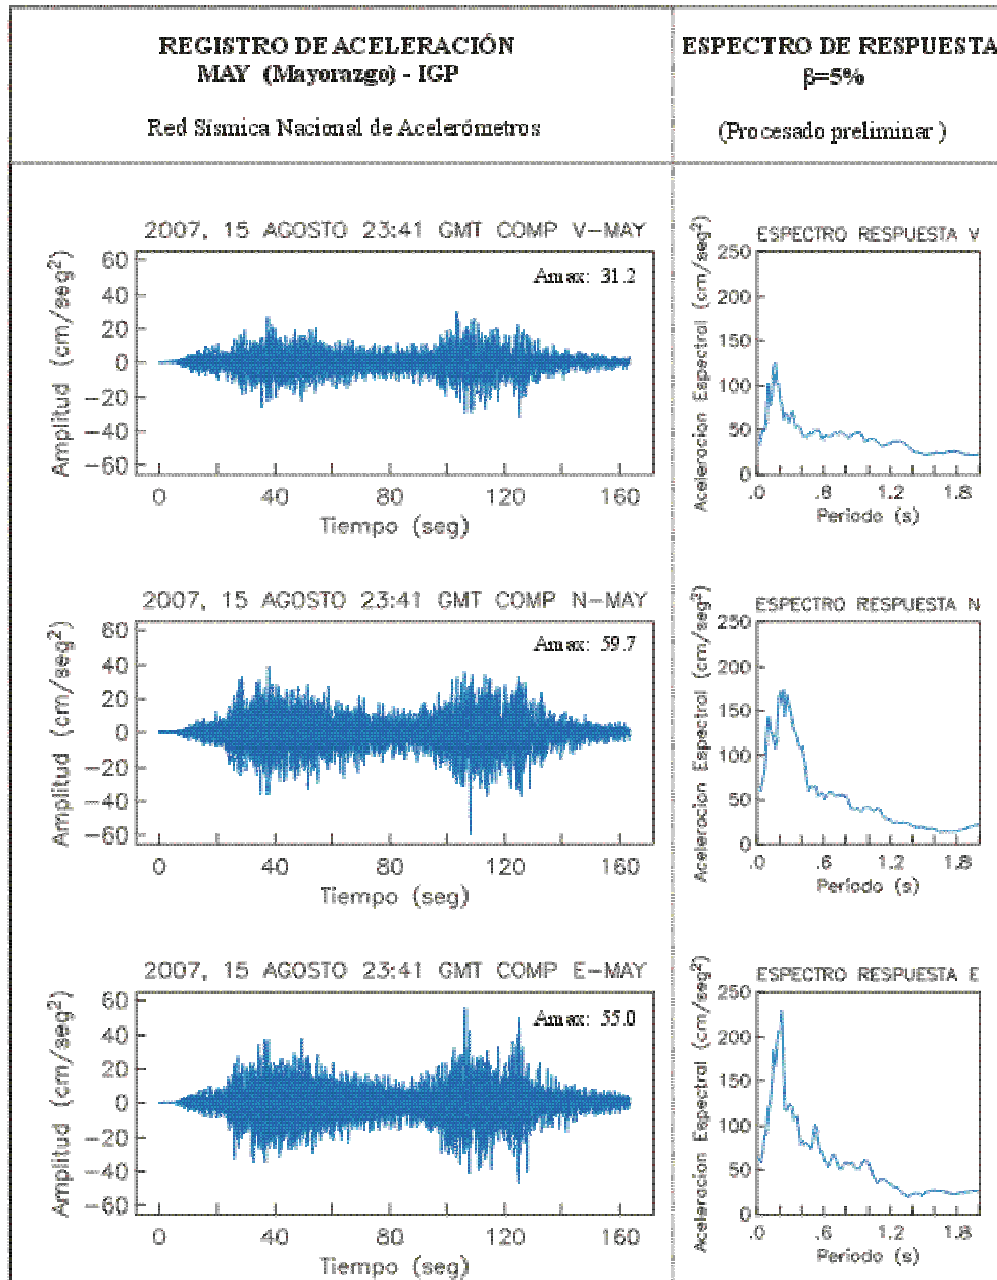 REGISTRO DE ACELERACIÓN
MAY (Mayorazgo) - IGP
Red Sísmica Nacional de Acelerómetros
ESPECTRO DE RESPUESTA
β=5%
(Procesado preliminar )
2007, 15 AGOSTO 23:41 GMT COMP V-MAY
Amax: 31.2
Amplitud (cm/seg²)
60
40
20
0
−20
−40
−60
0 40 80 120 160
Tiempo (seg)
ESPECTRO RESPUESTA V
Aceleracion Espectral (cm/seg²)
250
200
150
100
50
0
.0 .6 1.2 1.8
Período (s)
2007, 15 AGOSTO 23:41 GMT COMP N-MAY
Amax: 59.7
Amplitud (cm/seg²)
60
40
20
0
−20
−40
−60
0 40 80 120 160
Tiempo (seg)
ESPECTRO RESPUESTA N
Aceleracion Espectral (cm/seg²)
250
200
150
100
50
0
.0 .6 1.2 1.8
Período (s)
2007, 15 AGOSTO 23:41 GMT COMP E-MAY
Amax: 55.0
Amplitud (cm/seg²)
60
40
20
0
−20
−40
−60
0 40 80 120 160
Tiempo (seg)
ESPECTRO RESPUESTA E
Aceleracion Espectral (cm/seg²)
250
200
150
100
50
0
.0 .6 1.2 1.8
Período (s)